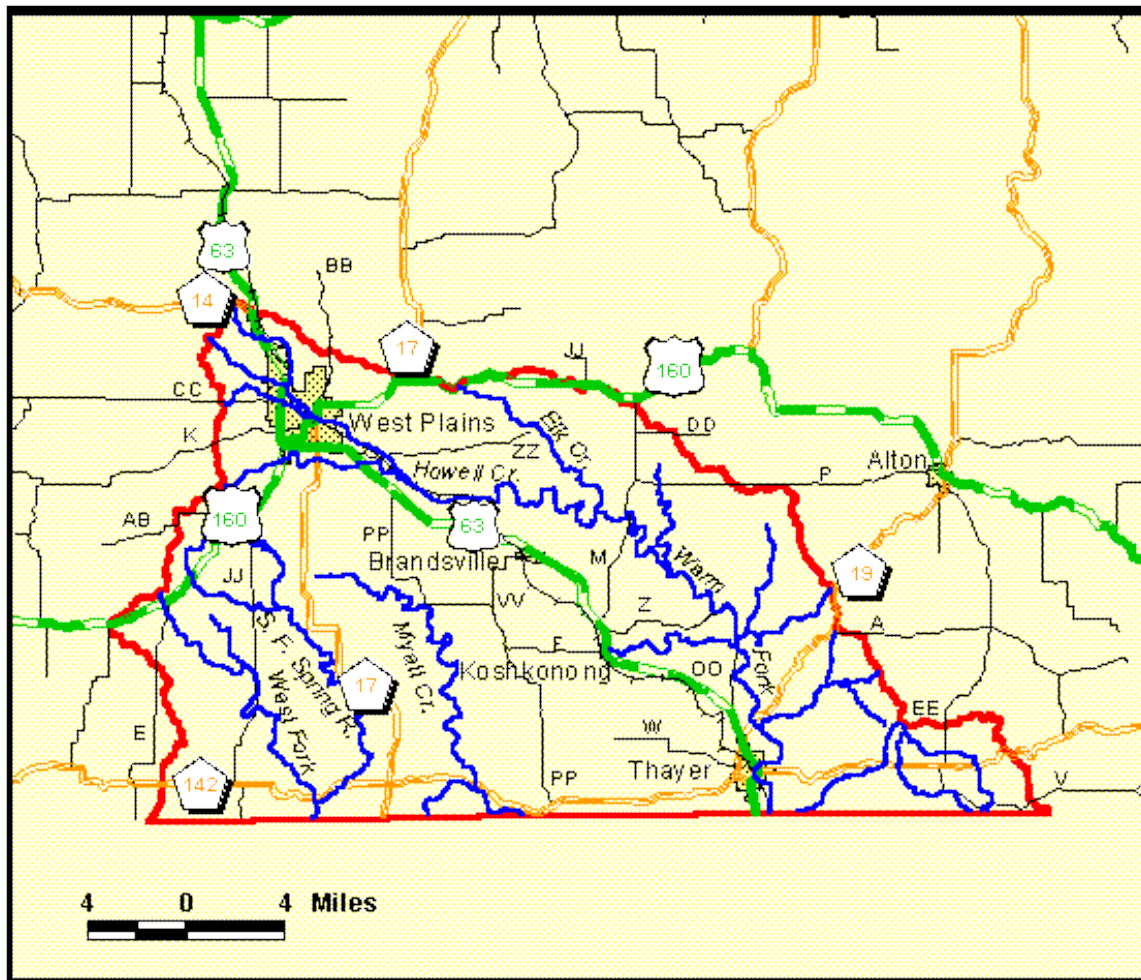 63
BB
14
17
JJ
160
CC
West Plains
K
ZZ
Elk Cr.
DD
Howell Cr.
P
Alton
AB
160
63
PP
Brandsville
M
Warm
19
JJ
VV
Z
A
S. F. Spring R.
Myatt Cr.
F
Koshkonong
OO
Fork
17
West Fork
EE
E
W
Thayer
142
PP
V
4 0 4 Miles